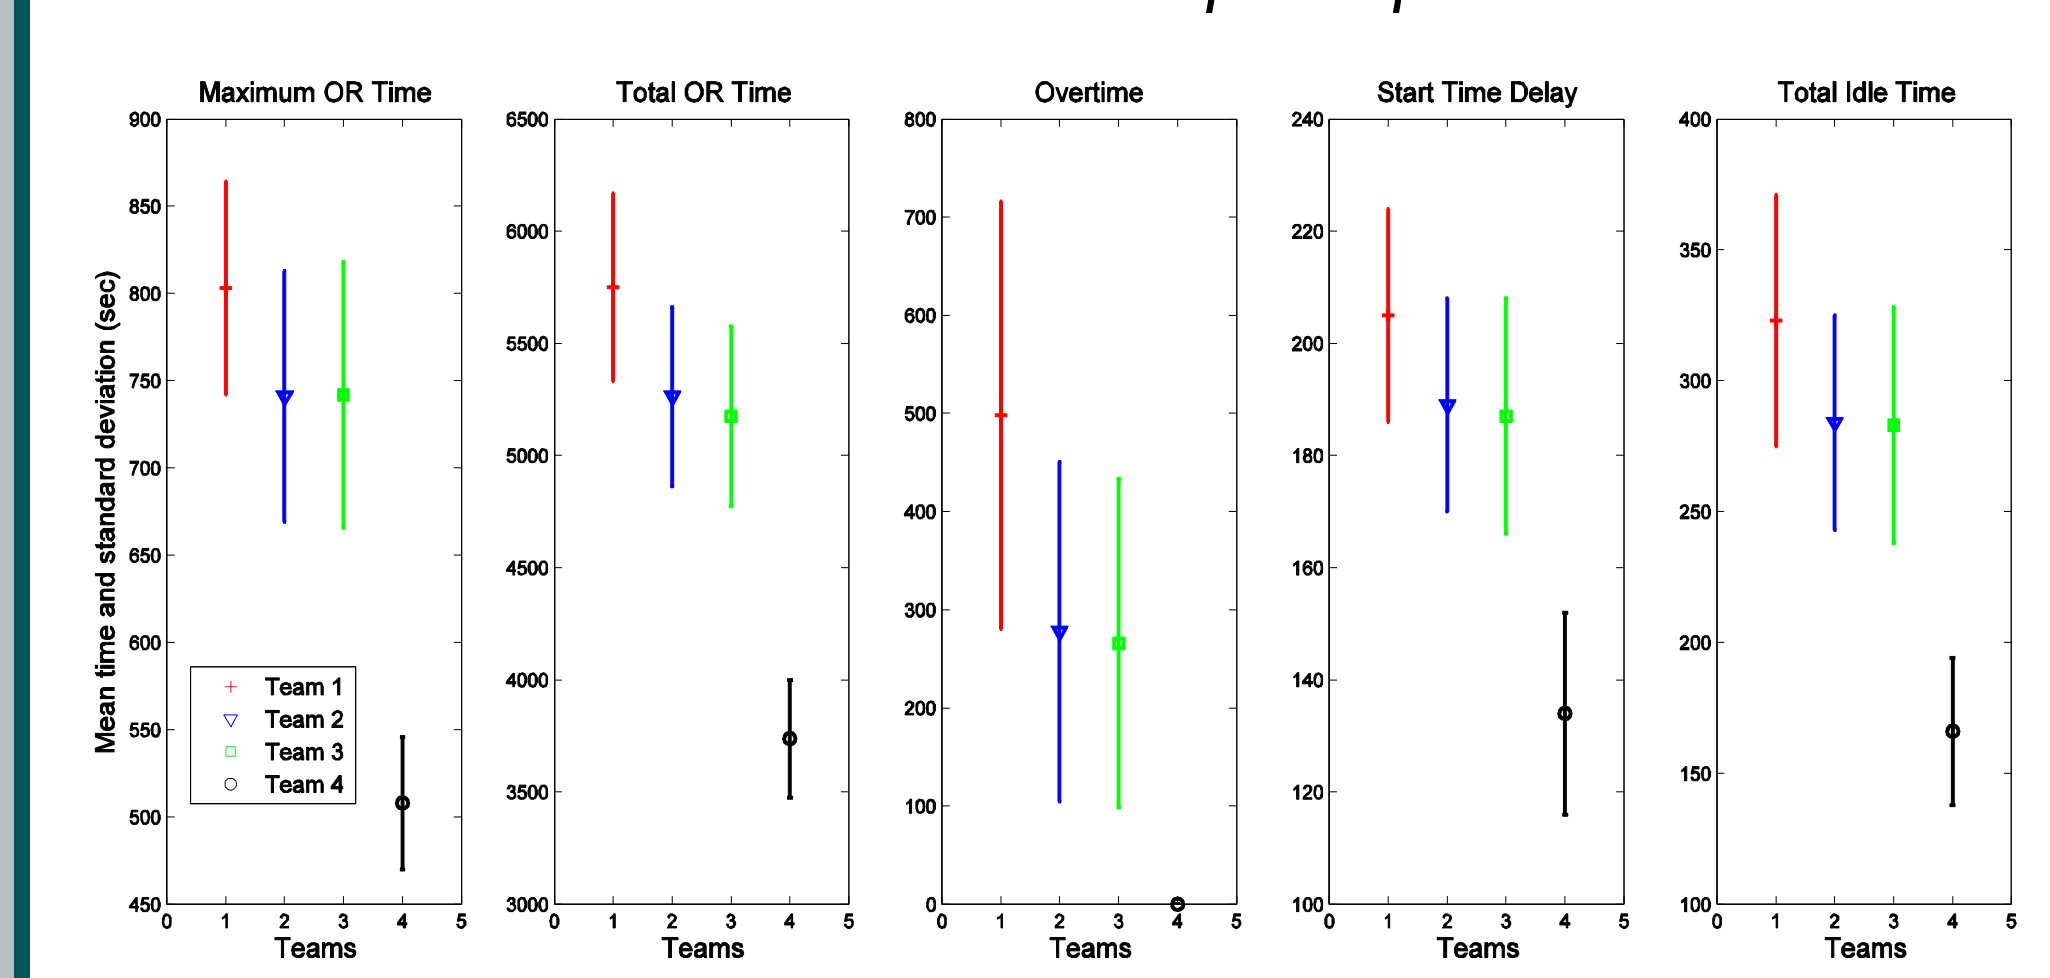 Maximum OR Time
Total OR Time
Overtime
Start Time Delay
Total Idle Time
Mean time and standard deviation (sec)
900
850
800
750
700
650
600
550
500
450
0 1 2 3 4 5
Teams
Team 1
Team 2
Team 3
Team 4
6500
6000
5500
5000
4500
4000
3500
3000
0 1 2 3 4 5
Teams
800
700
600
500
400
300
200
100
0
0 1 2 3 4 5
Teams
240
220
200
180
160
140
120
100
0 1 2 3 4 5
Teams
400
350
300
250
200
150
100
0 1 2 3 4 5
Teams